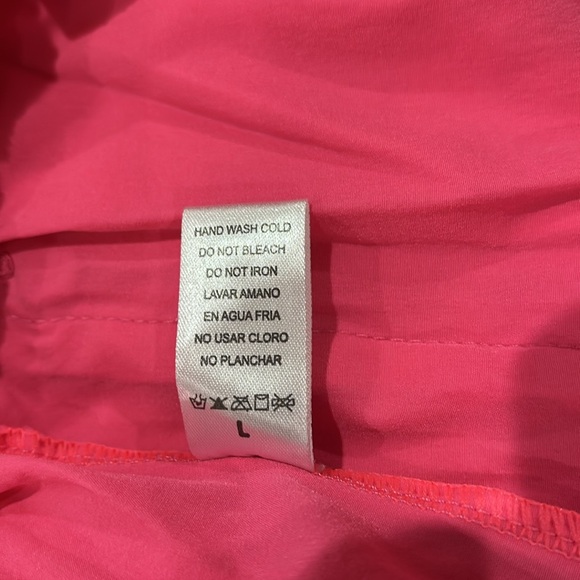 HAND WASH COLD
DO NOT BLEACH
DO NOT IRON
LAVAR AMANO
EN AGUA FRIA
NO USAR CLORO
NO PLANCHAR
L